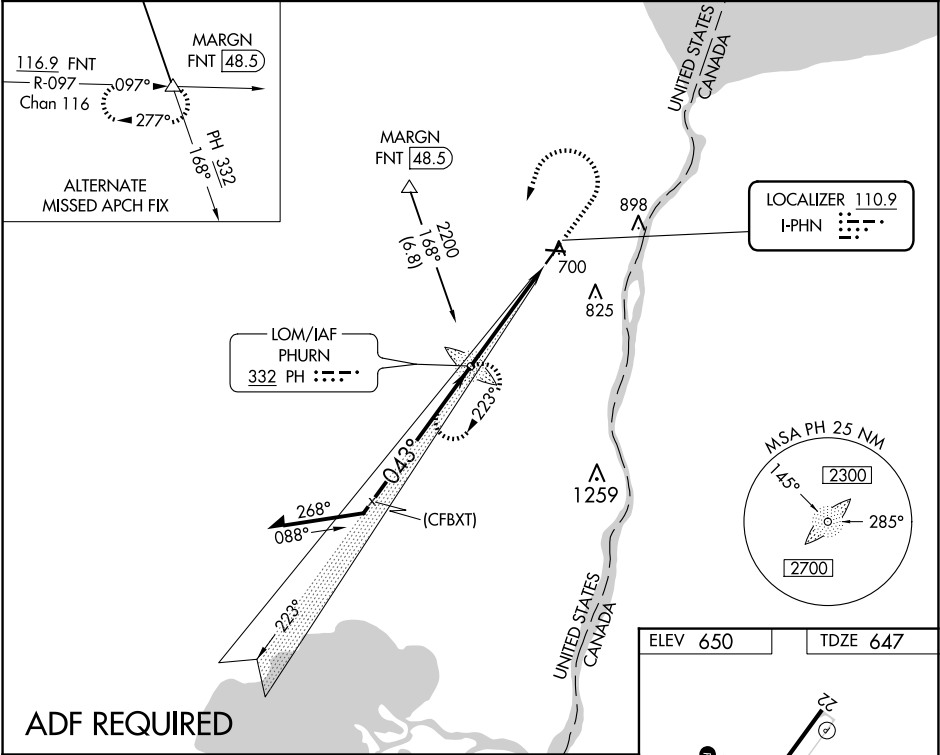 116.9 FNT
R-097
Chan 116
097°
277°
MARGN
FNT 48.5
PH 332
168°
ALTERNATE
MISSED APCH FIX
UNITED STATES
CANADA
MARGN
FNT 48.5
2200
168°
(6.8)
898
700
825
LOCALIZER 110.9
I-PHN
LOM/IAF
PHURN
332 PH
223°
043°
1259
MSA PH 25 NM
145°
2300
285°
2700
268°
088°
(CFBXT)
223°
UNITED STATES
CANADA
ADF REQUIRED
ELEV 650
TDZE 647
22
P